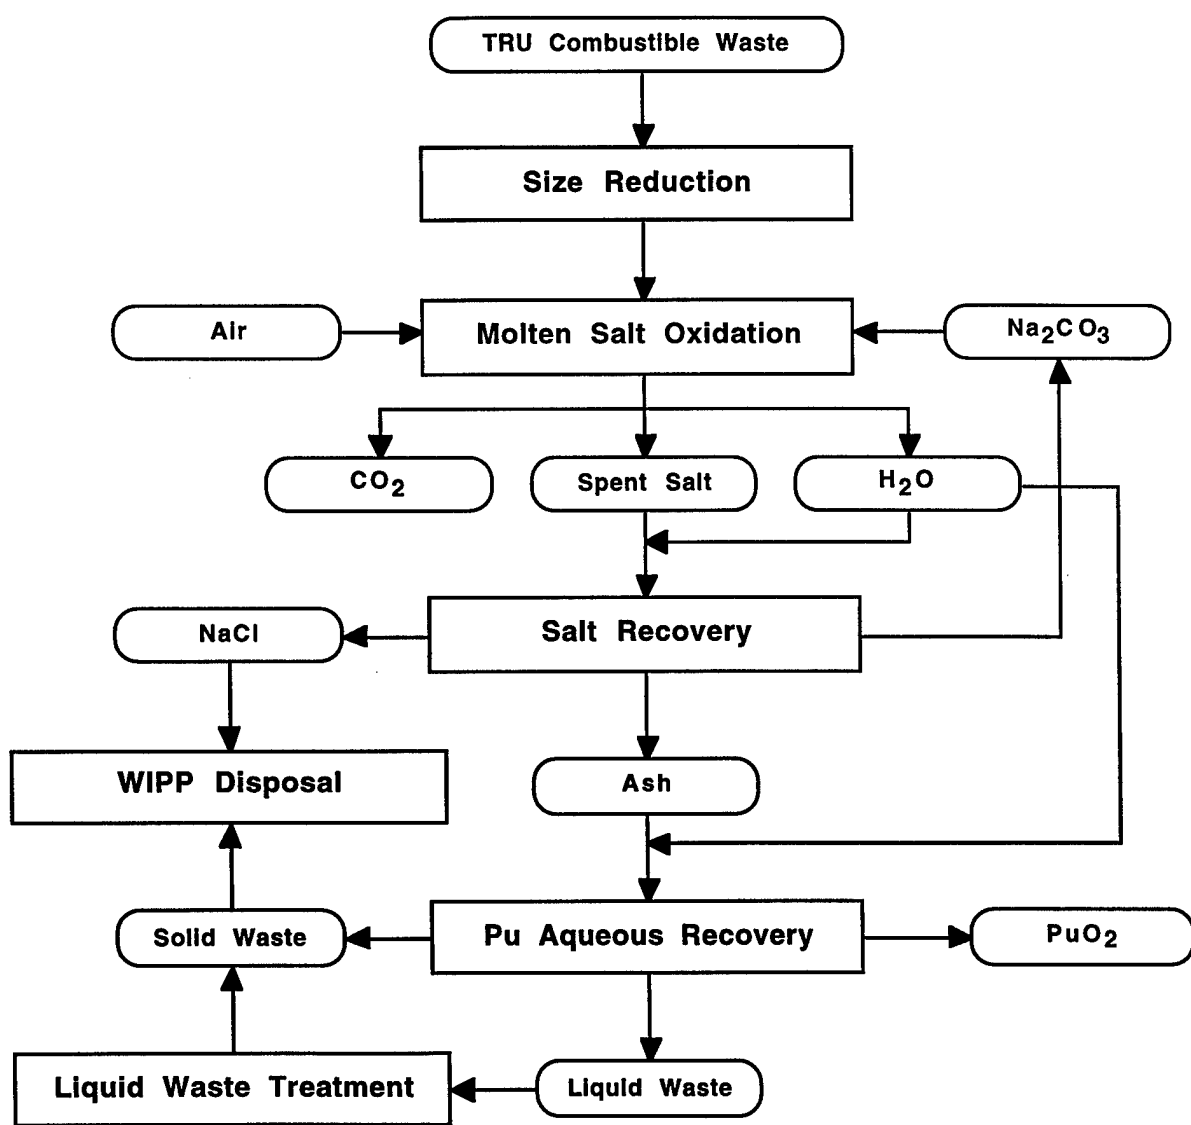 TRU Combustible Waste
Size Reduction
Air
Molten Salt Oxidation
Na2CO3
CO2
Spent Salt
H2O
NaCl
Salt Recovery
WIPP Disposal
Ash
Solid Waste
Pu Aqueous Recovery
PuO2
Liquid Waste Treatment
Liquid Waste